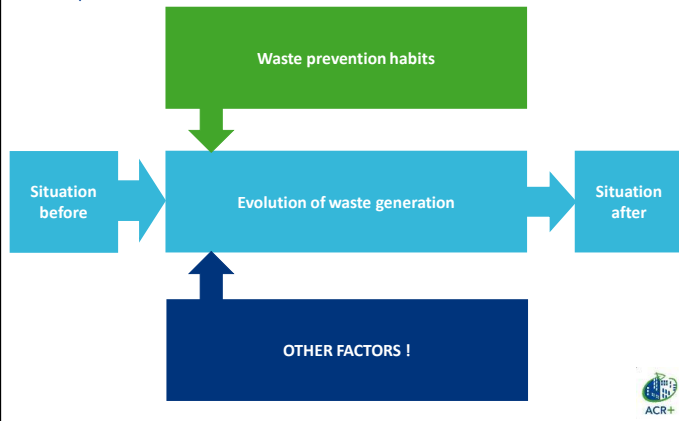 Waste prevention habits
Situation
before
Evolution of waste generation
Situation
after
OTHER FACTORS !
ACR+